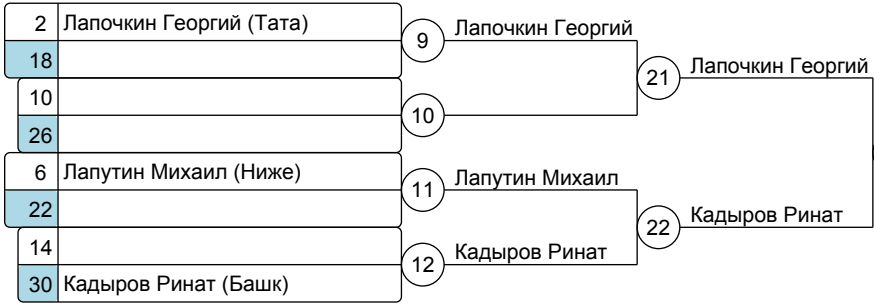 2 Лапочкин Георгий (Тата)
18
9 Лапочкин Георгий
10
26
10
21 Лапочкин Георгий
6 Лапутин Михаил (Ниже)
22
11 Лапутин Михаил
14
30 Кадыров Ринат (Башк)
12 Кадыров Ринат
22 Кадыров Ринат